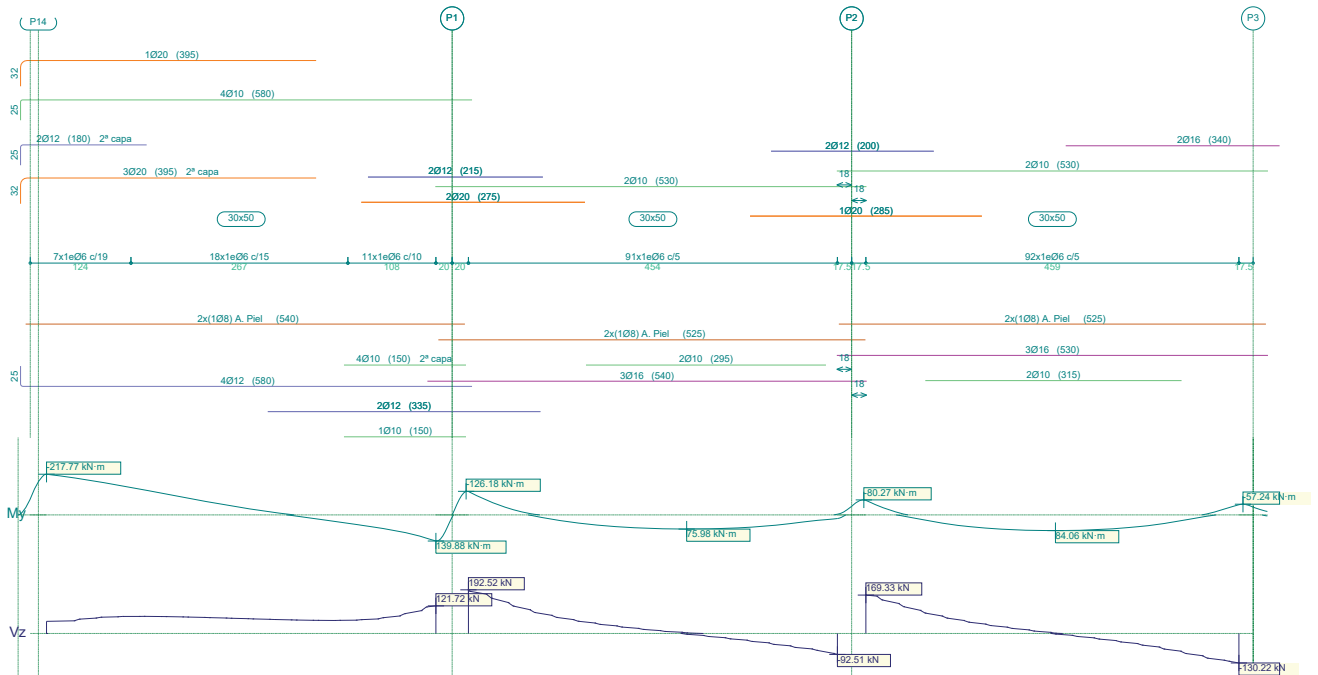 P14
P1
P2
P3
1Ø20 (395)
32
4Ø10 (580)
25
2Ø12 (180) 2ª capa
25
2Ø12 (200)
2Ø16 (340)
3Ø20 (395) 2ª capa
32
2Ø12 (215)
2Ø10 (530)
18
2Ø10 (530)
18
2Ø20 (275)
1Ø20 (285)
30x50
30x50
30x50
7x1eØ6 c/19
18x1eØ6 c/15
11x1eØ6 c/10
91x1eØ6 c/5
92x1eØ6 c/5
124
267
108
20
20
454
17.5
17.5
459
17.5
2x(1Ø8) A. Piel (540)
2x(1Ø8) A. Piel (525)
2x(1Ø8) A. Piel (525)
4Ø10 (150) 2ª capa
2Ø10 (295)
18
3Ø16 (530)
25
4Ø12 (580)
3Ø16 (540)
18
2Ø10 (315)
2Ø12 (335)
1Ø10 (150)
-217.77 kN·m
-126.18 kN·m
-80.27 kN·m
-57.24 kN·m
My
139.88 kN·m
75.98 kN·m
84.06 kN·m
192.52 kN
121.72 kN
169.33 kN
Vz
-92.51 kN
-130.22 kN